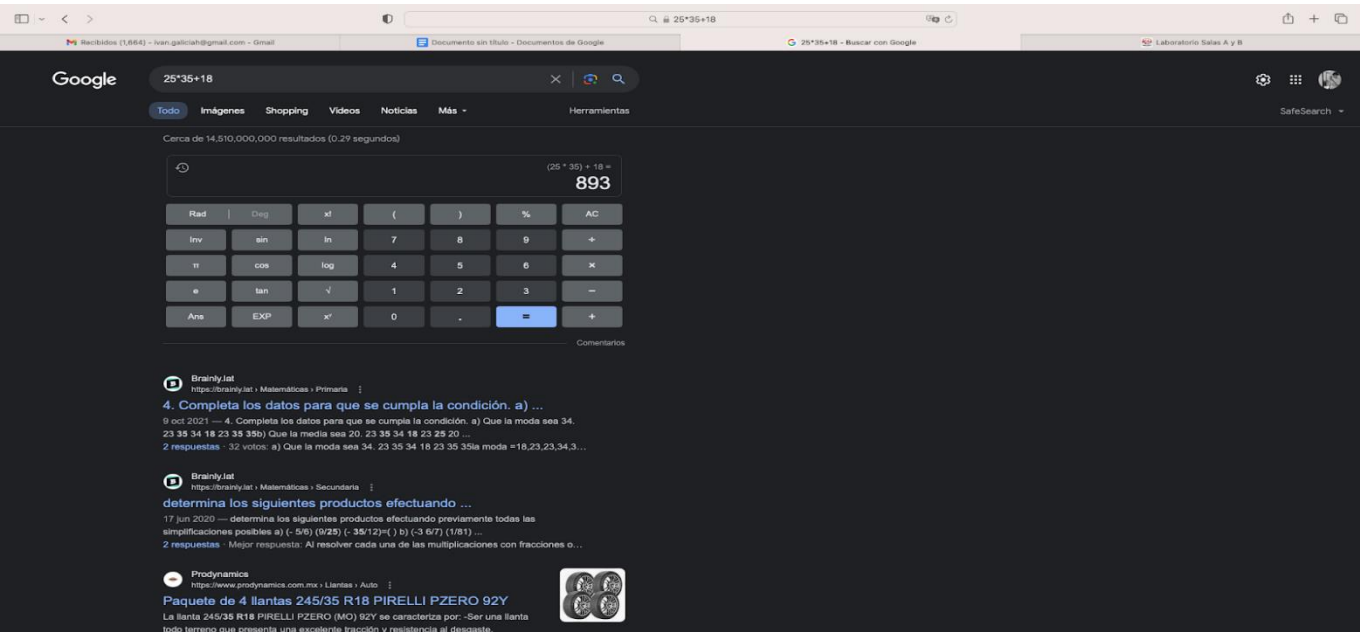 25*35+18
Recibidos (1,664) - ivan.galiciah@gmail.com - Gmail
Documento sin título - Documentos de Google
25*35+18 - Buscar con Google
Laboratorio Salas A y B
Google
25*35+18
Todo Imágenes Shopping Videos Noticias Más Herramientas
SafeSearch
Cerca de 14,510,000,000 resultados (0.29 segundos)
(25 * 35) + 18 =
893
Rad | Deg x! ( ) % AC
Inv sin ln 7 8 9 ÷
π cos log 4 5 6 ×
e tan √ 1 2 3 −
Ans EXP xʸ 0 . = +
Comentarios
Brainly.lat
https://brainly.lat › Matemáticas › Primaria
4. Completa los datos para que se cumpla la condición. a) ...
9 oct 2021 — 4. Completa los datos para que se cumpla la condición. a) Que la moda sea 34.
23 35 34 18 23 35 35b) Que la media sea 20. 23 35 34 18 23 25 20 ...
2 respuestas · 32 votos: a) Que la moda sea 34. 23 35 34 18 23 35 35la moda =18,23,23,34,3...
Brainly.lat
https://brainly.lat › Matemáticas › Secundaria
determina los siguientes productos efectuando ...
17 jun 2020 — determina los siguientes productos efectuando previamente todas las
simplificaciones posibles a) (- 5/6) (9/25) (- 35/12)=( ) b) (-3 6/7) (1/81) ...
2 respuestas · Mejor respuesta: Al resolver cada una de las multiplicaciones con fracciones o...
Prodynamics
https://www.prodynamics.com.mx › Llantas › Auto
Paquete de 4 llantas 245/35 R18 PIRELLI PZERO 92Y
La llanta 245/35 R18 PIRELLI PZERO (MO) 92Y se caracteriza por: -Ser una llanta
todo terreno que presenta una excelente tracción y resistencia al desgaste.